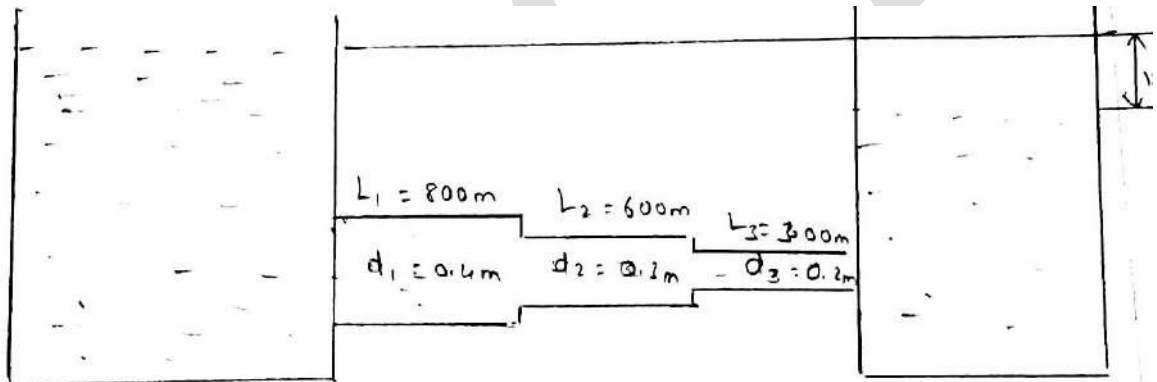 L₁ = 800m
L₂ = 600m
L₃ = 300m
d₁ = 0.4m
d₂ = 0.3m
d₃ = 0.2m